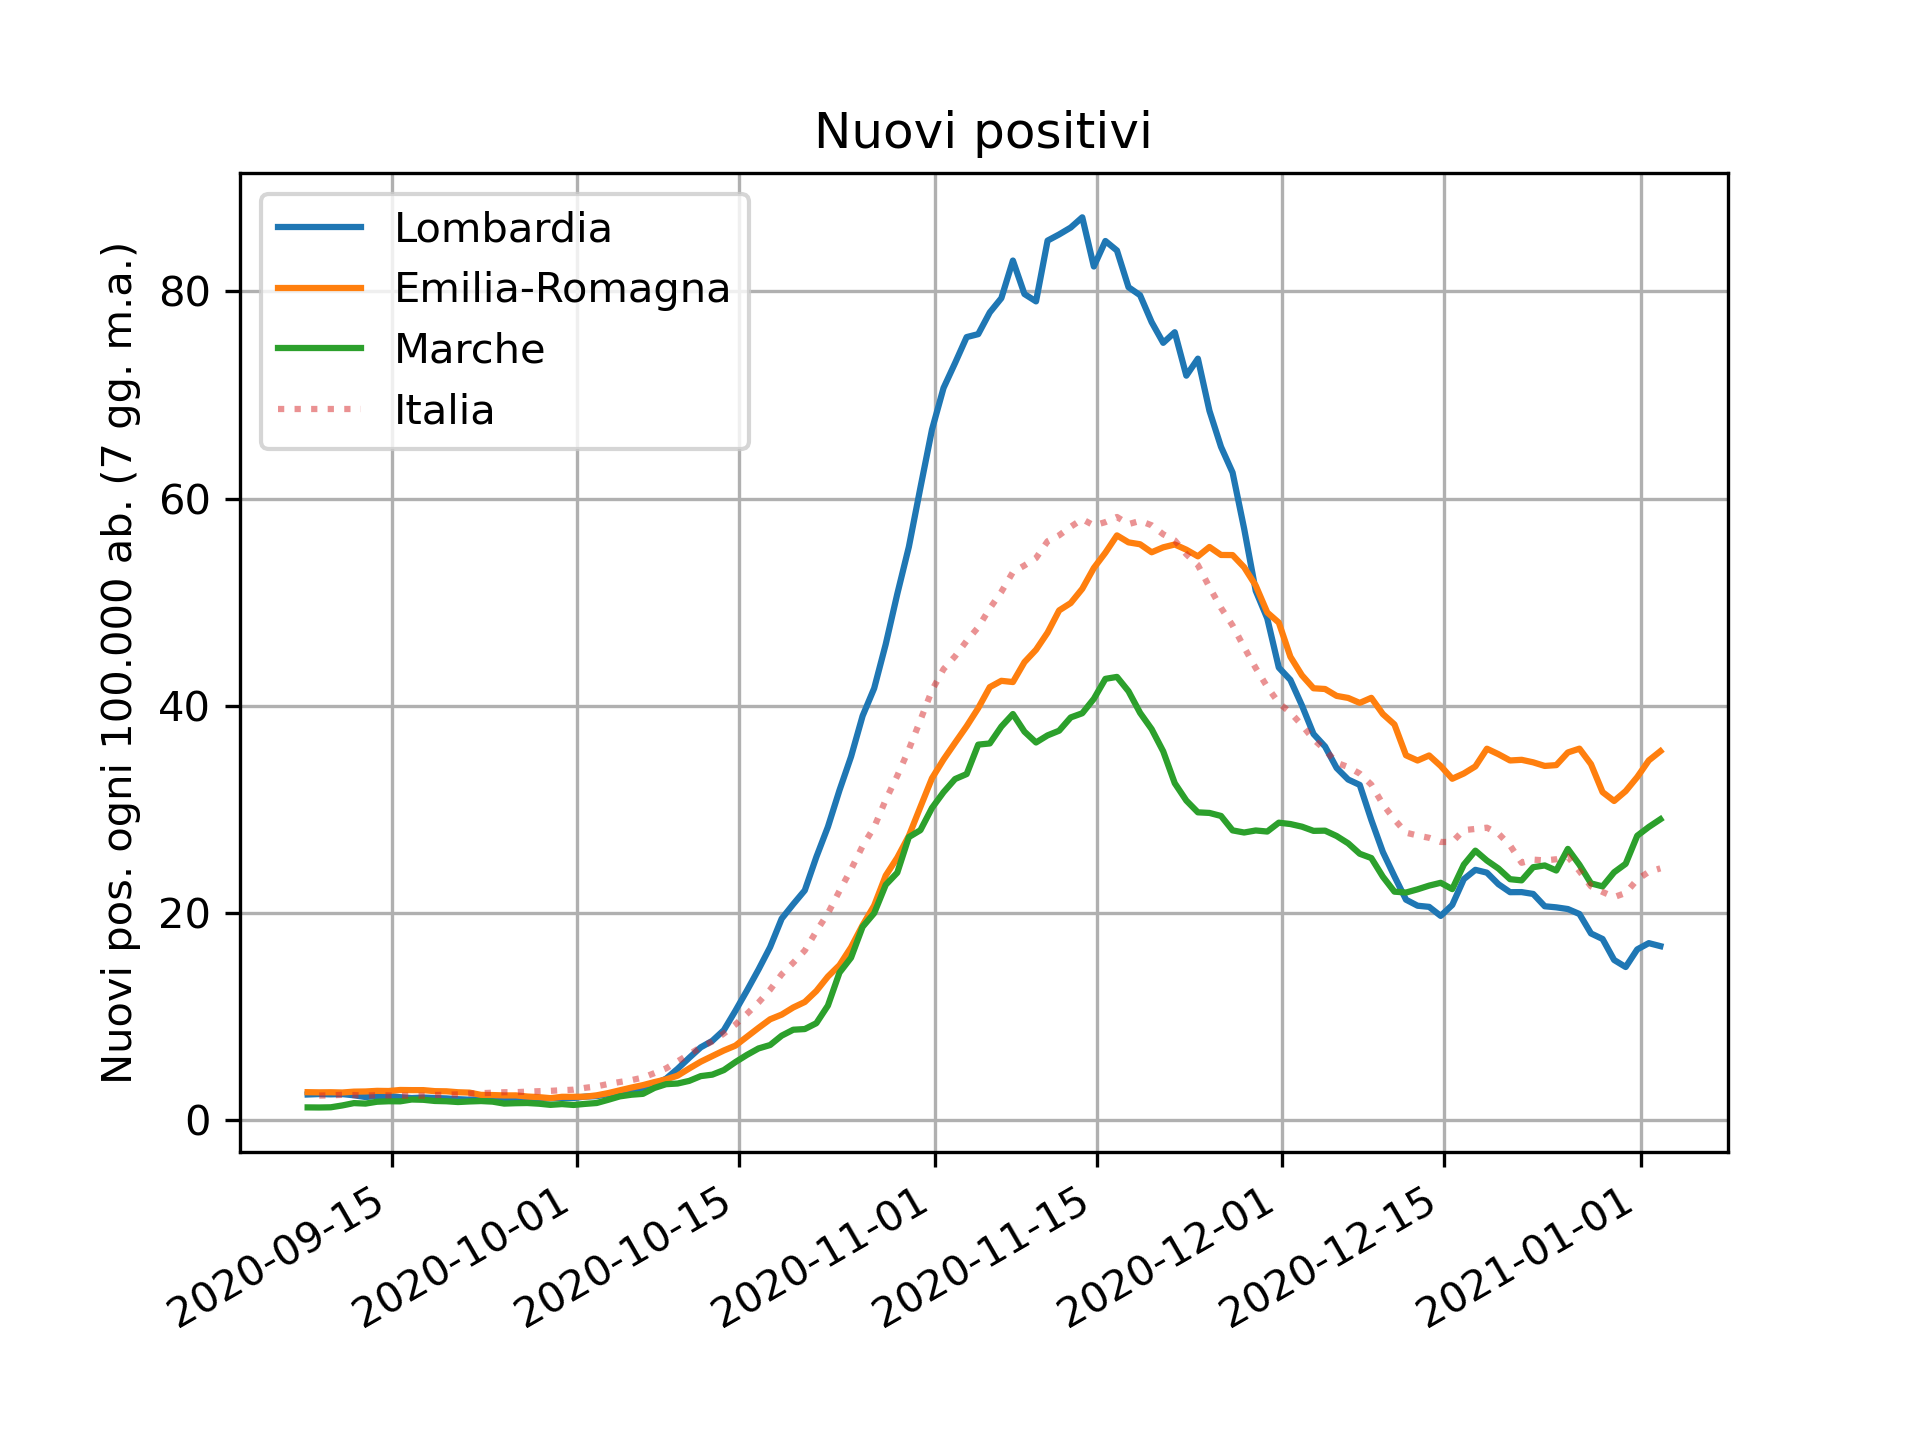 Nuovi positivi
Nuovi pos. ogni 100.000 ab. (7 gg. m.a.)
Lombardia
Emilia-Romagna
Marche
Italia
80
60
40
20
0
2020-09-15
2020-10-01
2020-10-15
2020-11-01
2020-11-15
2020-12-01
2020-12-15
2021-01-01